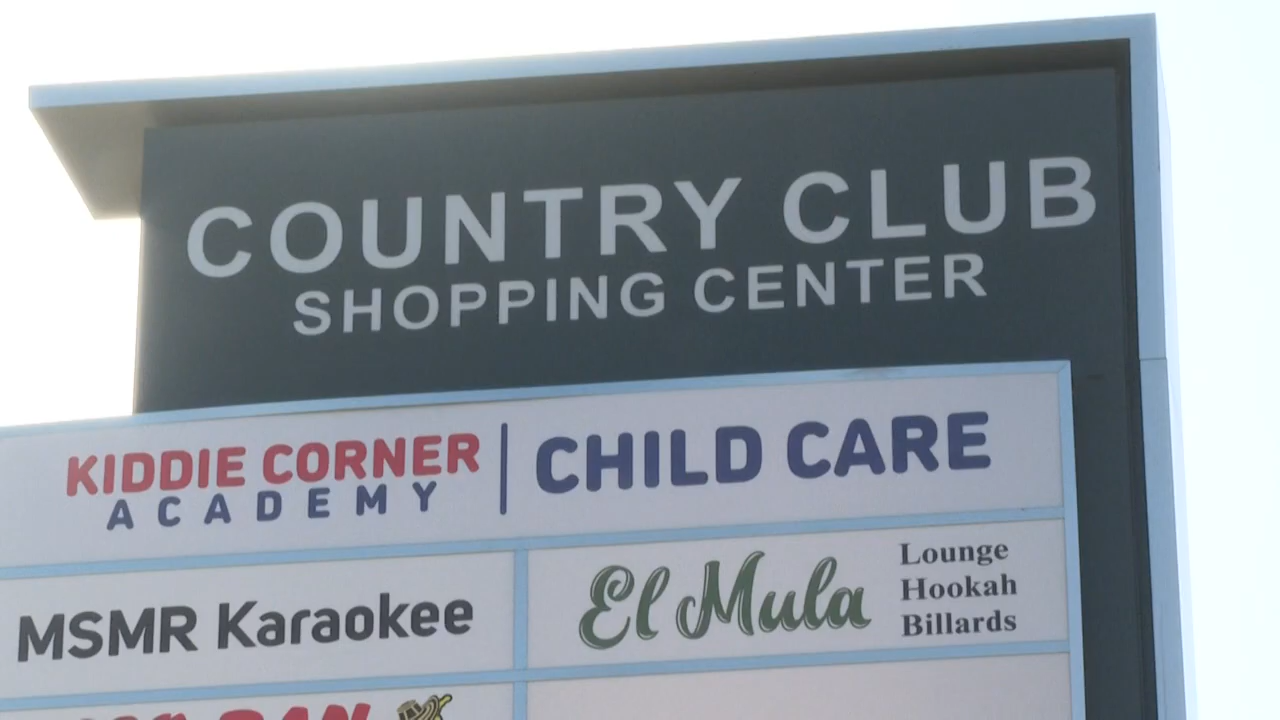 COUNTRY CLUB
SHOPPING CENTER
KIDDIE CORNER
ACADEMY
CHILD CARE
MSMR Karaokee
El Mula
Lounge
Hookah
Billards